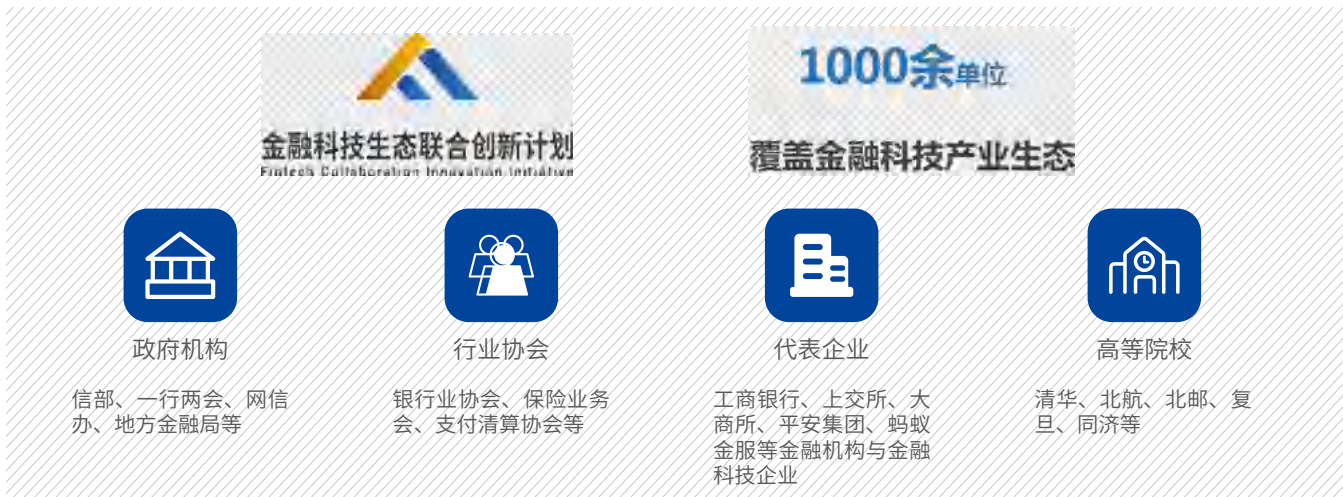 金融科技生态联合创新计划
Fintech Collaboration Innovation Initiative
1000余单位
覆盖金融科技产业生态
政府机构
行业协会
代表企业
高等院校
信部、一行两会、网信
办、地方金融局等
银行业协会、保险业务
会、支付清算协会等
工商银行、上交所、大
商所、平安集团、蚂蚁
金服等金融机构与金融
科技企业
清华、北航、北邮、复
旦、同济等